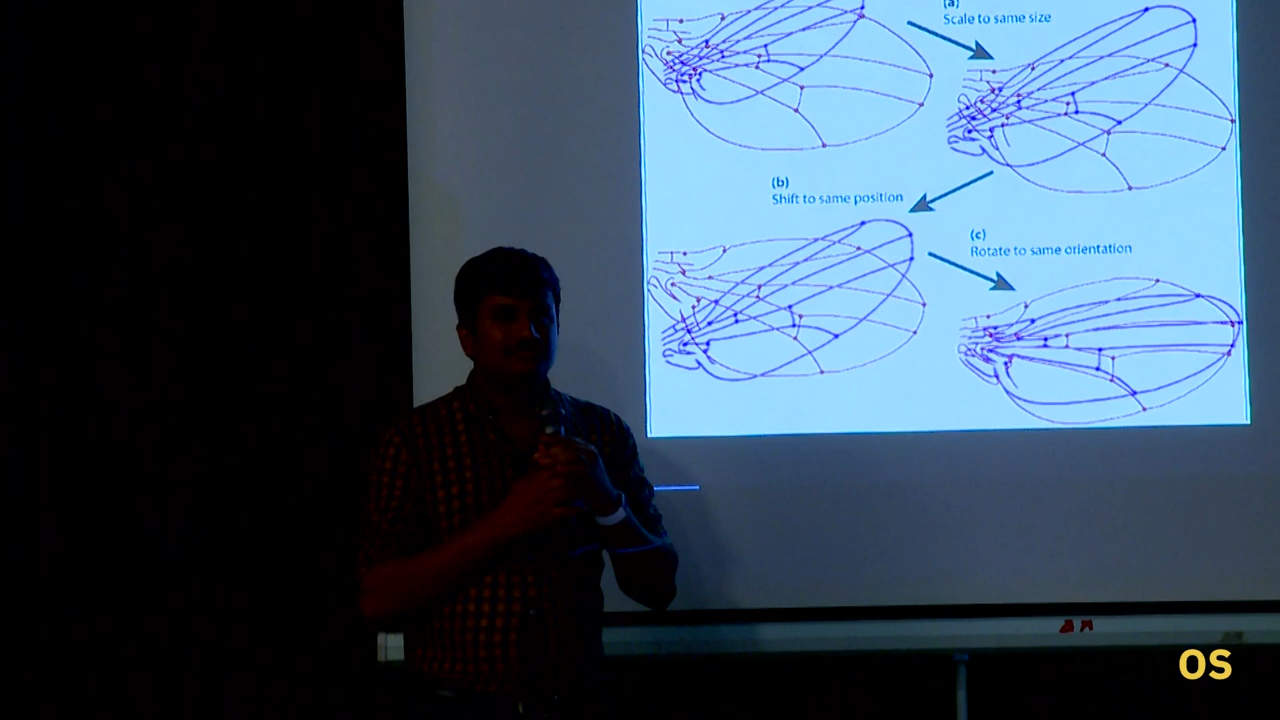 (a)
Scale to same size
(b)
Shift to same position
(c)
Rotate to same orientation
OS